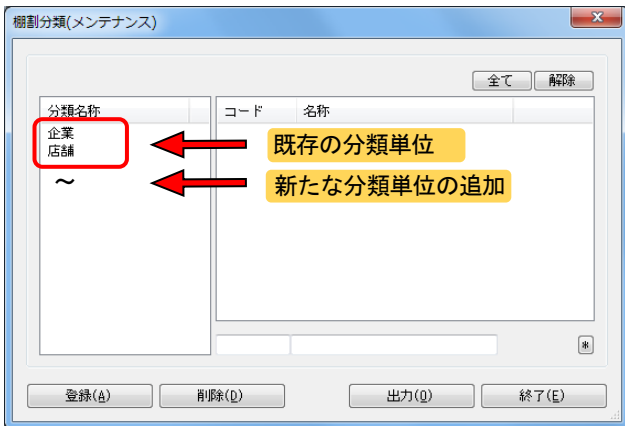 棚割分類(メンテナンス)
全て 解除
分類名称 コード 名称
企業
店舗
既存の分類単位
～
新たな分類単位の追加
*
登録(A) 削除(D) 出力(O) 終了(E)